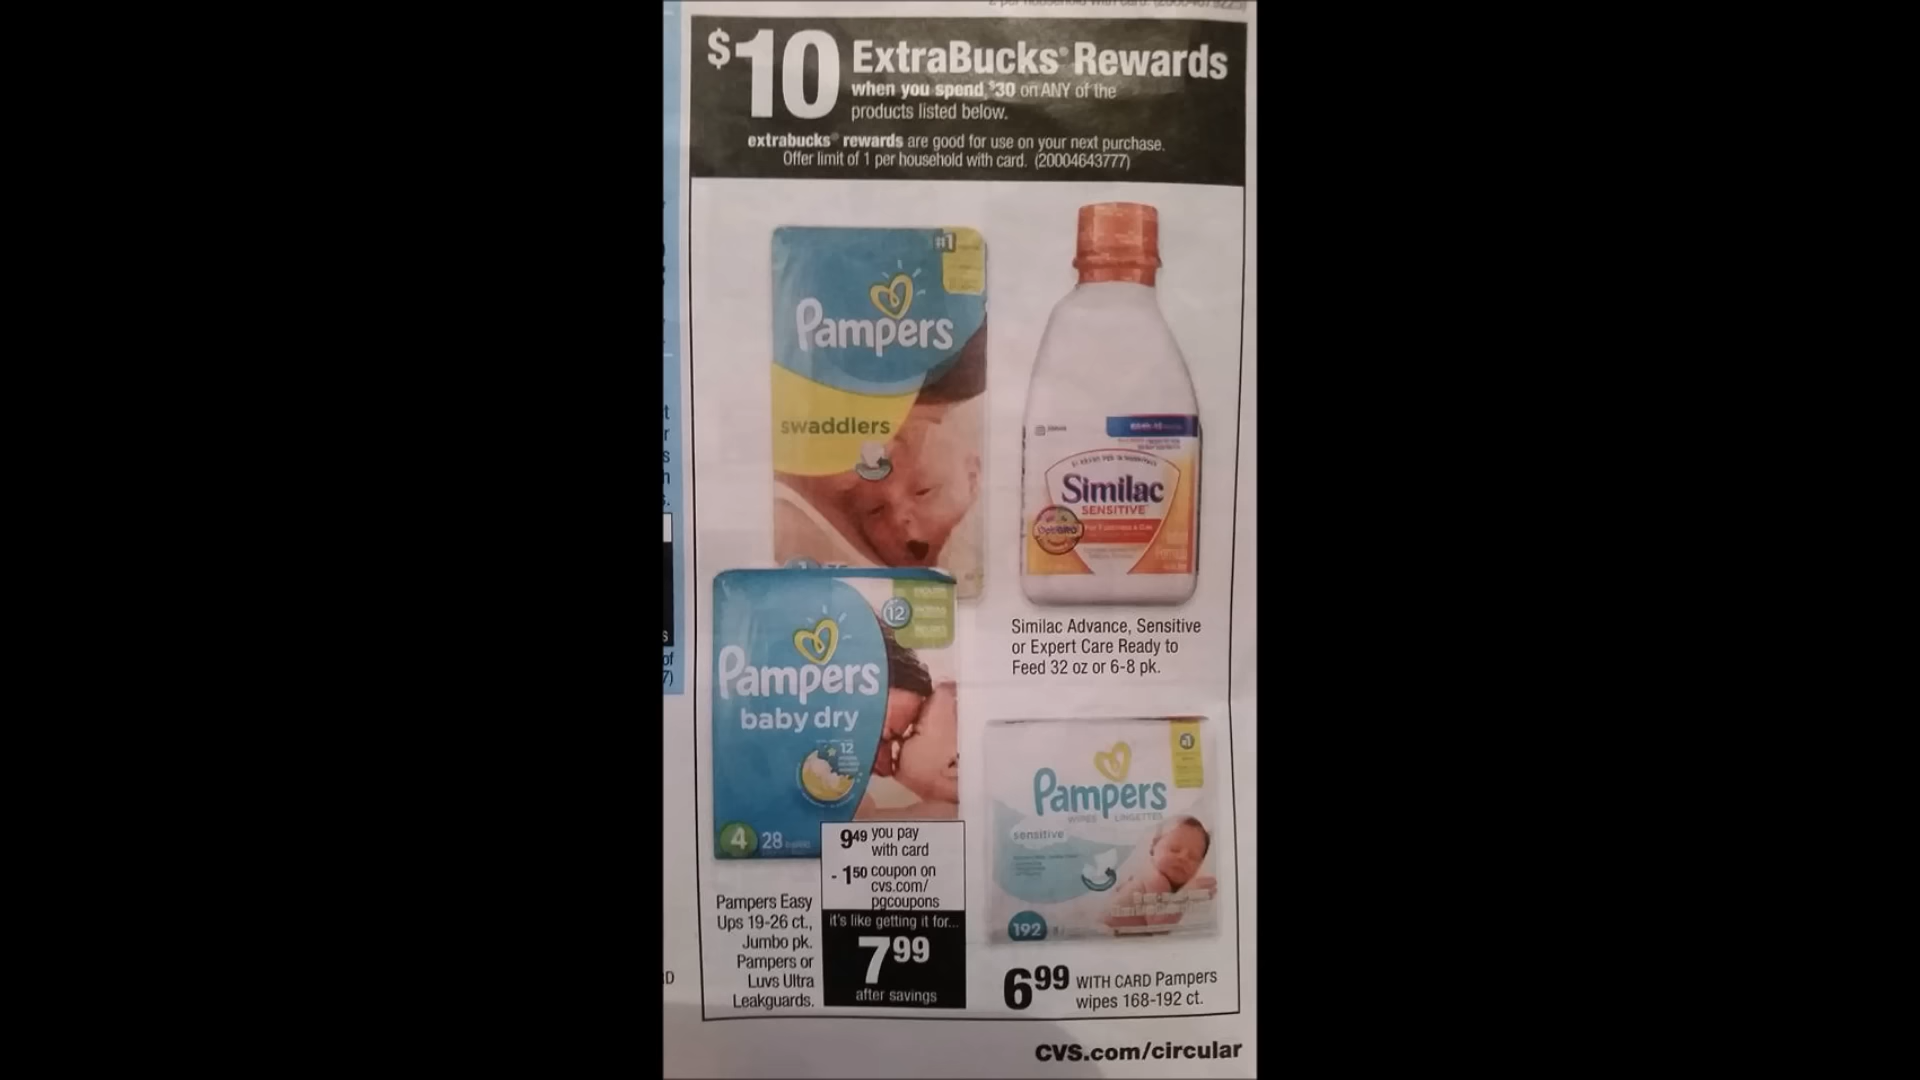 $10 ExtraBucks® Rewards
when you spend $30 on ANY of the
products listed below.
extrabucks® rewards are good for use on your next purchase.
Offer limit of 1 per household with card. (20004643777)
#1
Pampers
swaddlers
Similac
SENSITIVE
Similac Advance, Sensitive
or Expert Care Ready to
Feed 32 oz or 6-8 pk.
12
Pampers
baby dry
12
4 28
9.49 you pay
with card
- 1.50 coupon on
cvs.com/
pgcoupons
it's like getting it for...
7.99
after savings
Pampers Easy
Ups 19-26 ct.,
Jumbo pk.
Pampers or
Luvs Ultra
Leakguards.
Pampers
WIPES LINGETTES
sensitive
192
6.99 WITH CARD Pampers
wipes 168-192 ct.
CVS.com/circular